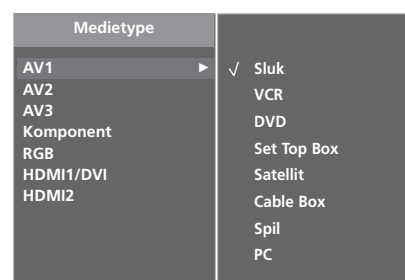 Medietype
AV1
AV2
AV3
Komponent
RGB
HDMI1/DVI
HDMI2
Sluk
VCR
DVD
Set Top Box
Satellit
Cable Box
Spil
PC